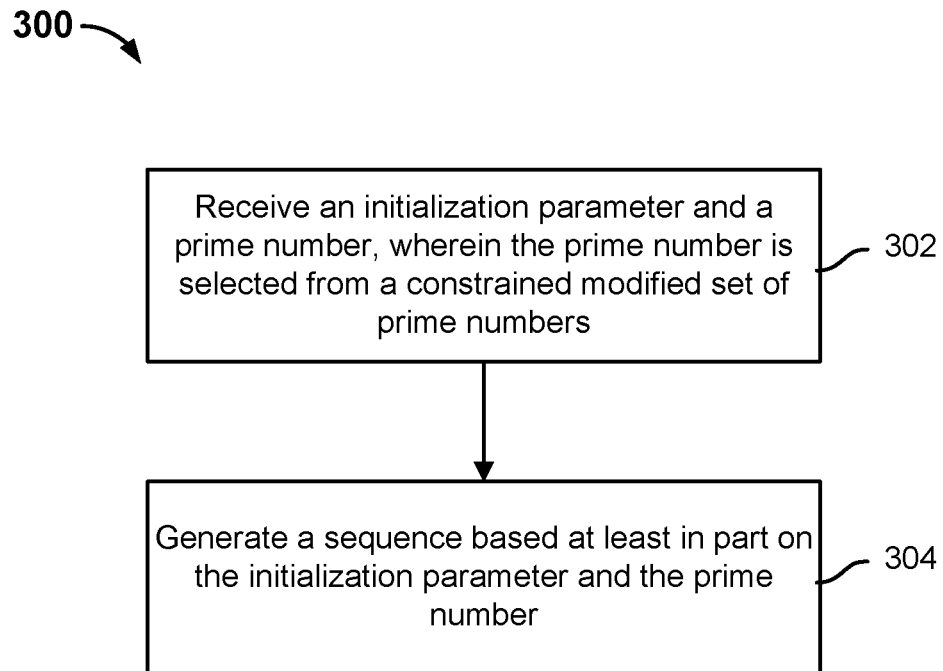 300
Receive an initialization parameter and a
prime number, wherein the prime number is
selected from a constrained modified set of
prime numbers
302
Generate a sequence based at least in part on
the initialization parameter and the prime
number
304